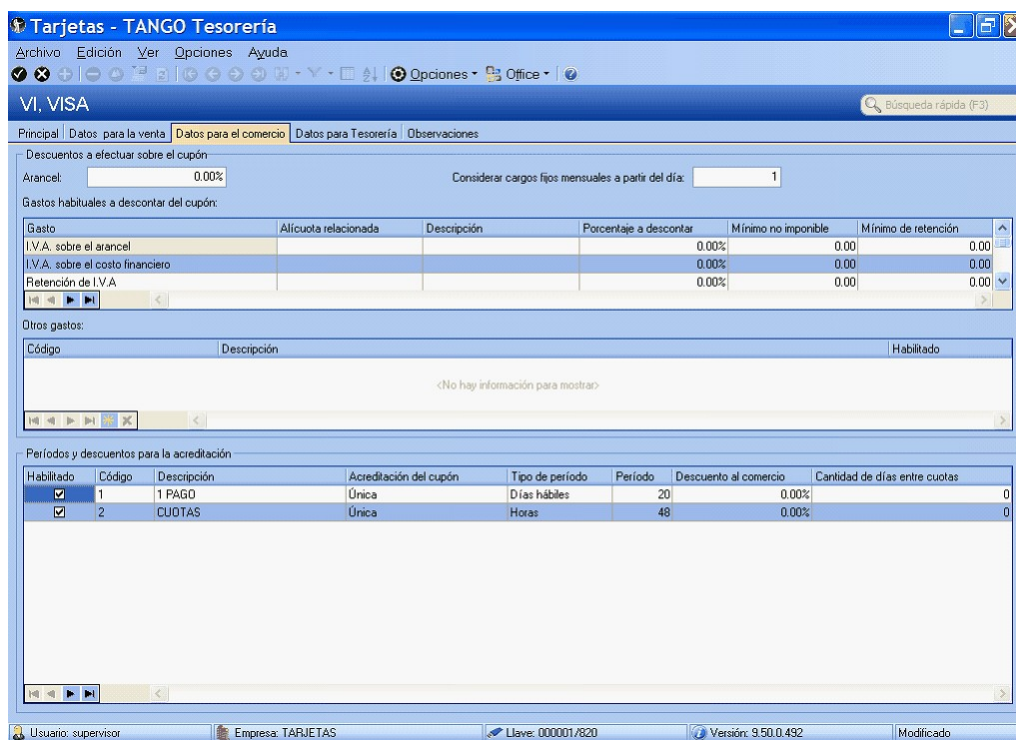 Tarjetas - TANGO Tesorería
Archivo Edición Ver Opciones Ayuda
Opciones Office
VI, VISA Búsqueda rápida (F3)
Principal Datos para la venta Datos para el comercio Datos para Tesorería Observaciones
Descuentos a efectuar sobre el cupón
Arancel: 0.00% Considerar cargos fijos mensuales a partir del día: 1
Gastos habituales a descontar del cupón:
Gasto Alícuota relacionada Descripción Porcentaje a descontar Mínimo no imponible Mínimo de retención
I.V.A. sobre el arancel 0.00% 0.00 0.00
I.V.A. sobre el costo financiero 0.00% 0.00 0.00
Retención de I.V.A 0.00% 0.00 0.00
Otros gastos:
Código Descripción Habilitado
<No hay información para mostrar>
Períodos y descuentos para la acreditación
Habilitado Código Descripción Acreditación del cupón Tipo de período Período Descuento al comercio Cantidad de días entre cuotas
1 1 PAGO Única Días hábiles 20 0.00% 0
2 CUOTAS Única Horas 48 0.00% 0
Usuario: supervisor Empresa: TARJETAS Llave: 000001/820 Versión: 9.50.0.492 Modificado